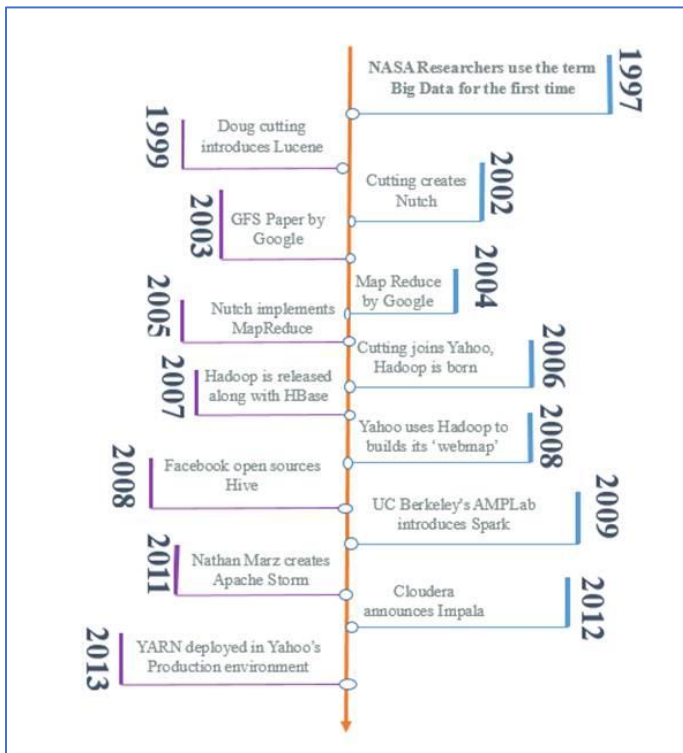 NASA Researchers use the term
Big Data for the first time
1997
Doug cutting
introduces Lucene
1999
Cutting creates
Nutch
2002
GFS Paper by
Google
2003
Map Reduce
by Google
2004
Nutch implements
MapReduce
2005
Cutting joins Yahoo,
Hadoop is born
2006
Hadoop is released
along with HBase
2007
Yahoo uses Hadoop to
builds its ‘webmap’
2008
Facebook open sources
Hive
2008
UC Berkeley's AMPLab
introduces Spark
2009
Nathan Marz creates
Apache Storm
2011
Cloudera
announces Impala
2012
YARN deployed in Yahoo’s
Production environment
2013